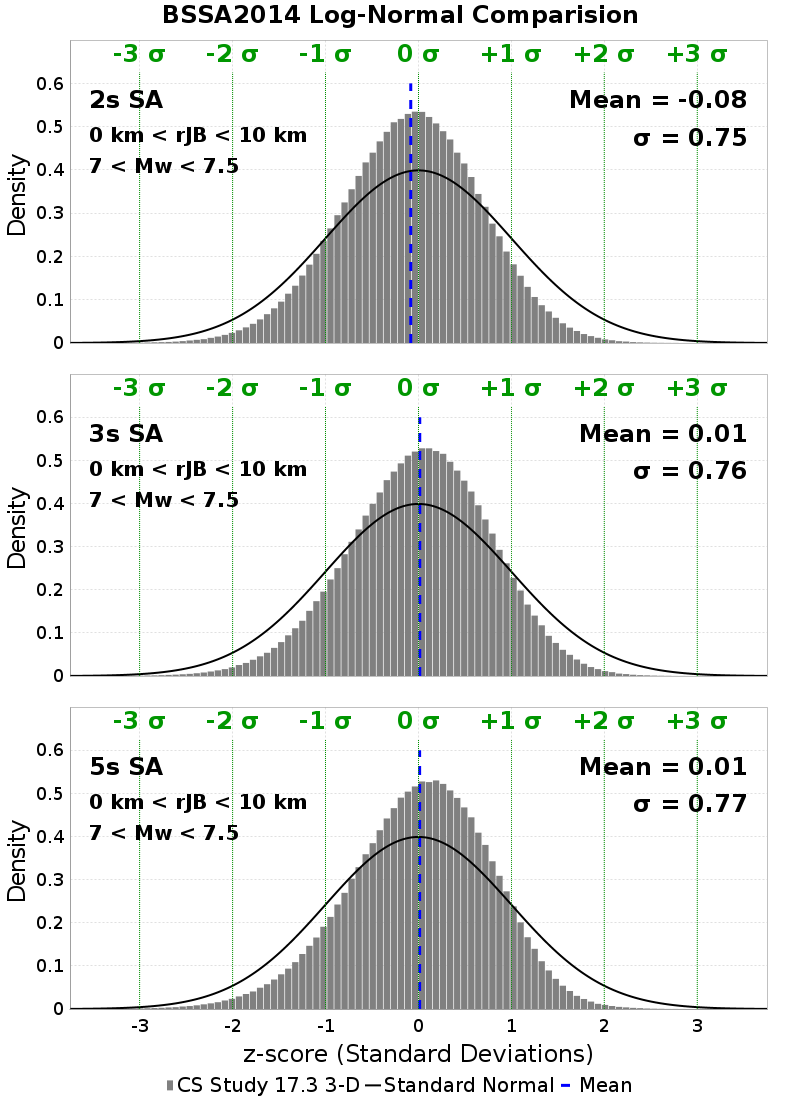 BSSA2014 Log-Normal Comparision
-3 σ -2 σ -1 σ 0 σ +1 σ +2 σ +3 σ
0.6
2s SA
Mean = -0.08
0.5
0 km < rJB < 10 km
σ = 0.75
7 < Mw < 7.5
0.4
0.3
0.2
0.1
0
Density
-3 σ -2 σ -1 σ 0 σ +1 σ +2 σ +3 σ
0.6
3s SA
Mean = 0.01
0.5
0 km < rJB < 10 km
σ = 0.76
7 < Mw < 7.5
0.4
0.3
0.2
0.1
0
Density
-3 σ -2 σ -1 σ 0 σ +1 σ +2 σ +3 σ
0.6
5s SA
Mean = 0.01
0.5
0 km < rJB < 10 km
σ = 0.77
7 < Mw < 7.5
0.4
0.3
0.2
0.1
0
Density
-3 -2 -1 0 1 2 3
z-score (Standard Deviations)
CS Study 17.3 3-D Standard Normal Mean